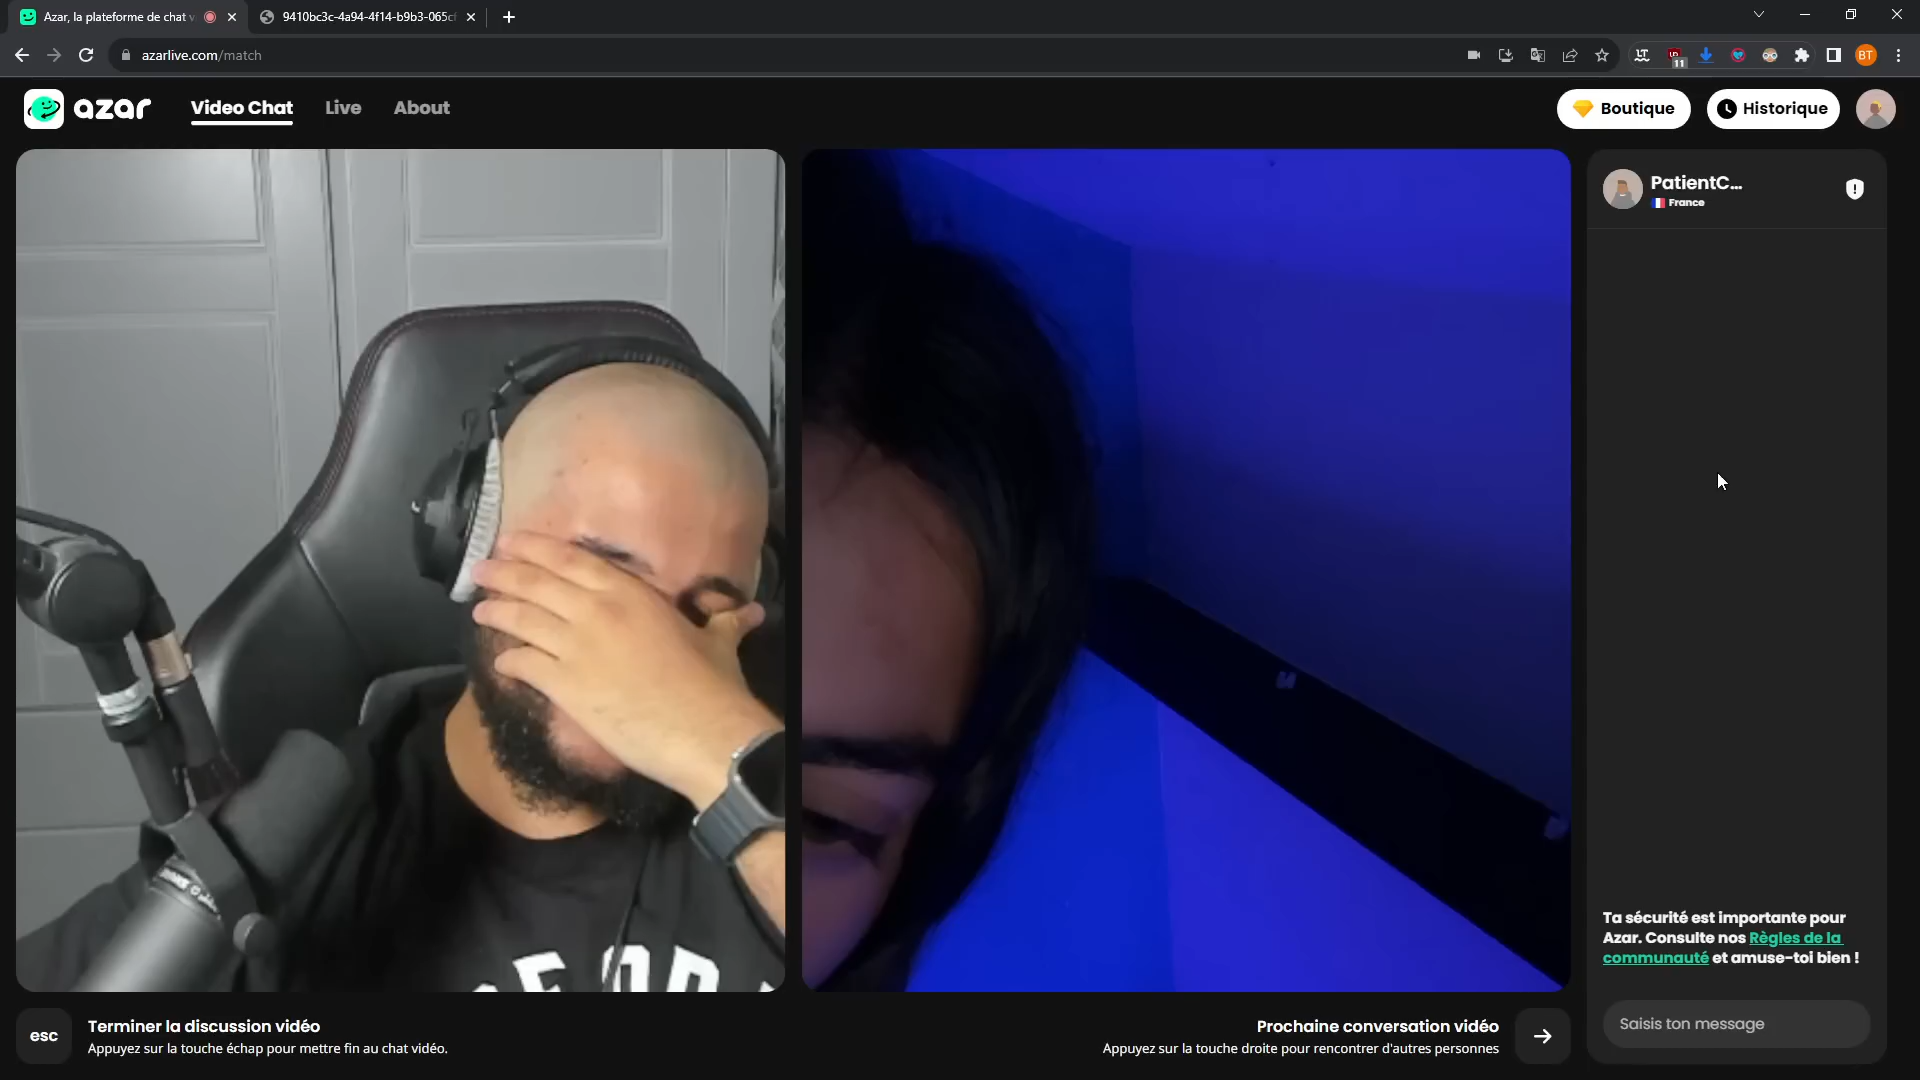 Azar, la plateforme de chat v
9410bc3c-4a94-4f14-b9b3-065cf
azarlive.com/match
11
BT
azar
Video Chat
Live
About
Boutique
Historique
PatientC...
France
Ta sécurité est importante pour
Azar. Consulte nos Règles de la
communauté et amuse-toi bien !
Saisis ton message
esc
Terminer la discussion vidéo
Appuyez sur la touche échap pour mettre fin au chat vidéo.
Prochaine conversation vidéo
Appuyez sur la touche droite pour rencontrer d'autres personnes